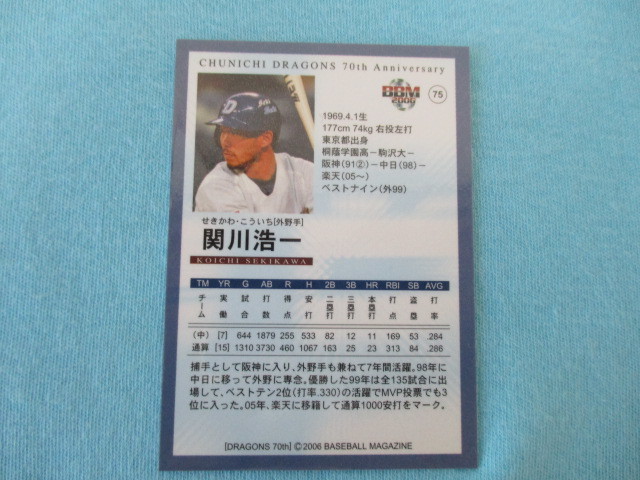 CHUNICHI DRAGONS 70th Anniversary
BBM
2006
75
1969.4.1生
177cm 74kg 右投左打
東京都出身
桐蔭学園高－駒沢大－
阪神(91②)－中日(98)－
楽天(05～)
ベストナイン(外99)
せきかわ・こういち[外野手]
関川浩一
KOICHI SEKIKAWA
TM YR G AB R H 2B 3B HR RBI SB AVG
チーム 実働 試合 打数 得点 安打 二塁打 三塁打 本塁打 打点 盗塁 打率
(中) [7] 644 1879 255 533 82 12 11 169 53 .284
通算 [15] 1310 3730 460 1067 163 25 23 313 84 .286
捕手として阪神に入り、外野手も兼ねて7年間活躍。98年に
中日に移って外野に専念。優勝した99年は全135試合に出
場して、ベストテン2位(打率.330)の活躍でMVP投票でも3
位に入った。05年、楽天に移籍して通算1000安打をマーク。
[DRAGONS 70th] ©2006 BASEBALL MAGAZINE